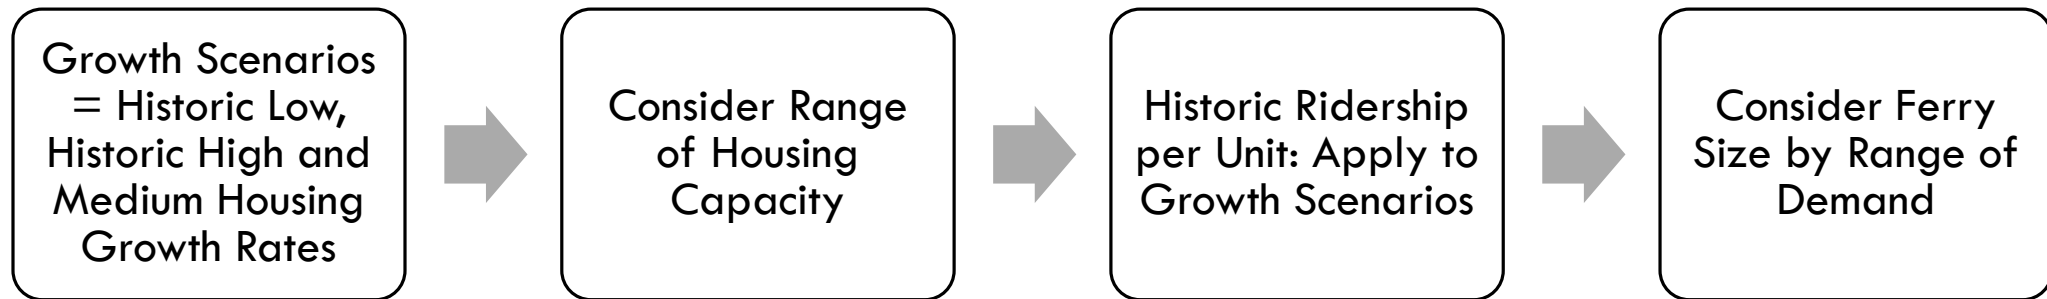 Growth Scenarios
= Historic Low,
Historic High and
Medium Housing
Growth Rates
Consider Range
of Housing
Capacity
Historic Ridership
per Unit: Apply to
Growth Scenarios
Consider Ferry
Size by Range of
Demand